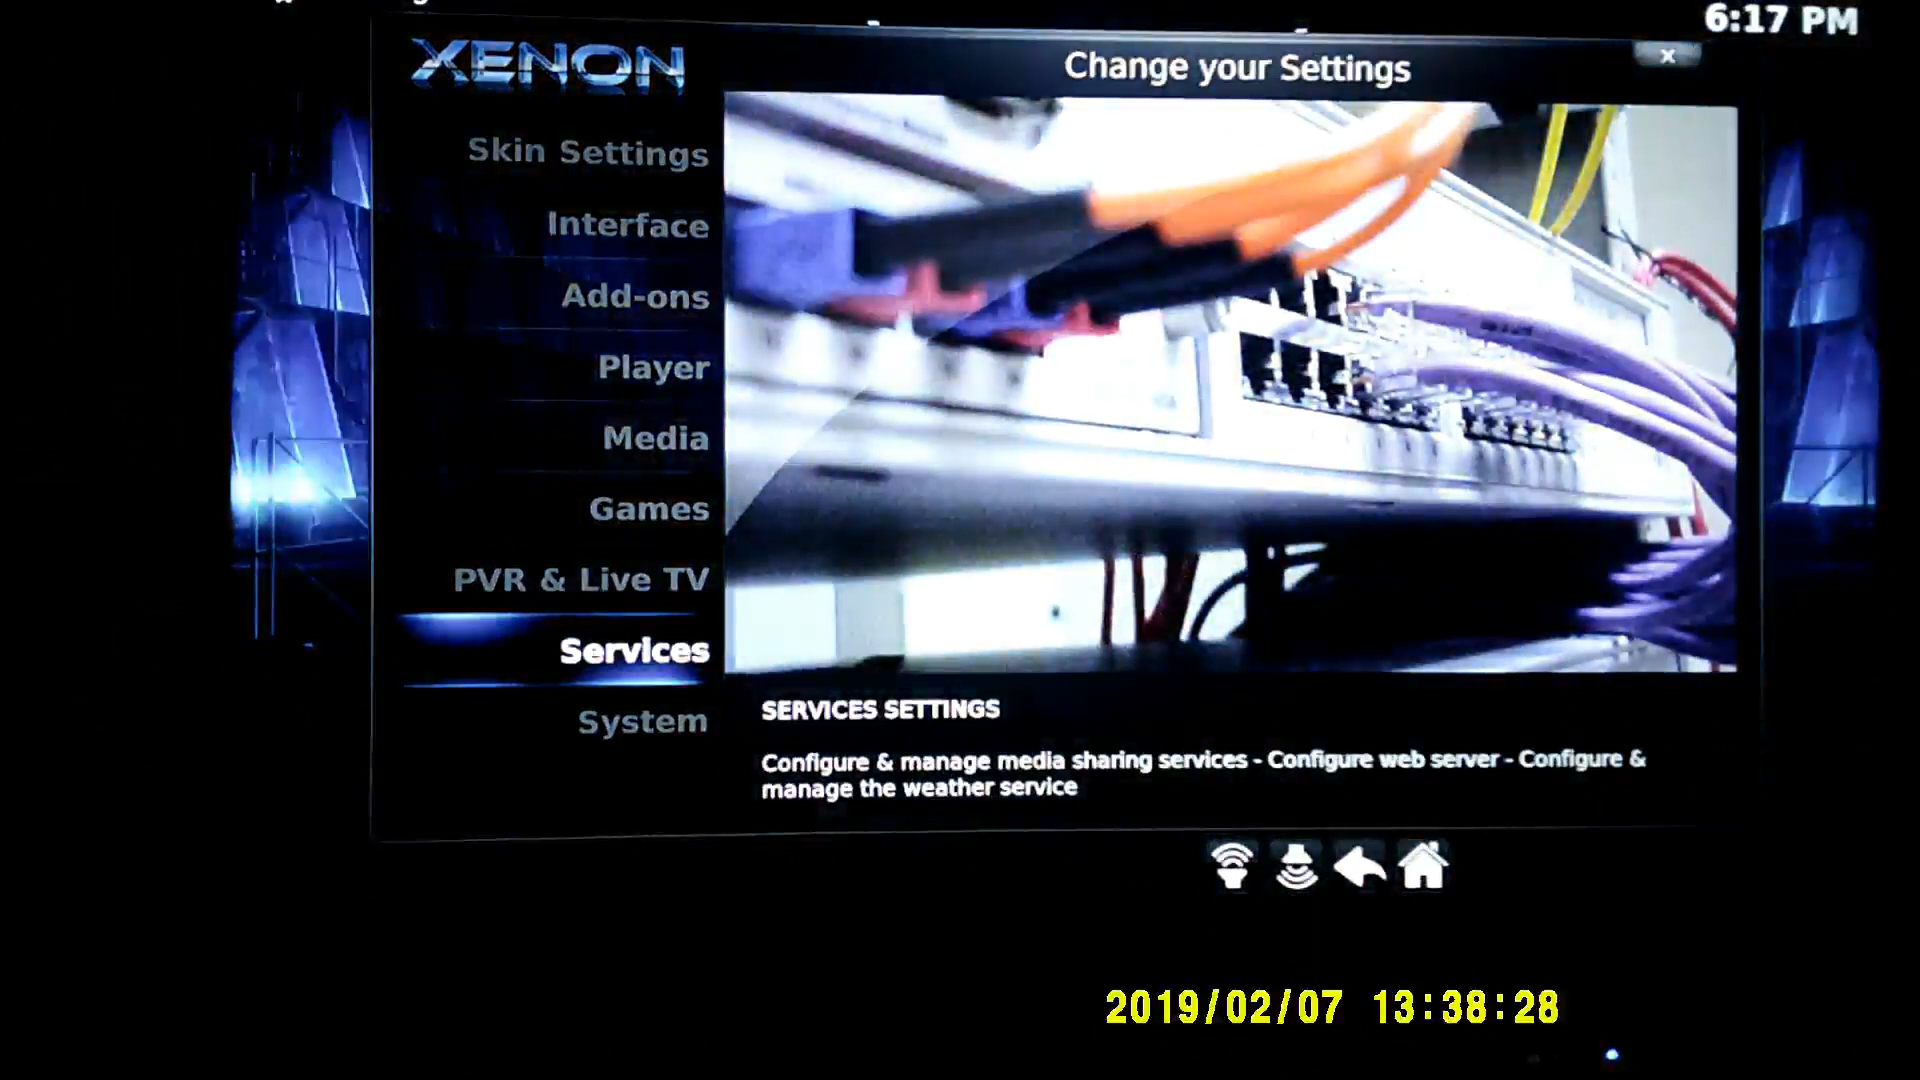 6:17 PM
XENON
Change your Settings
x
Skin Settings
Interface
Add-ons
Player
Media
Games
PVR & Live TV
Services
System
SERVICES SETTINGS
Configure & manage media sharing services - Configure web server - Configure &
manage the weather service
2019/02/07 13:38:28